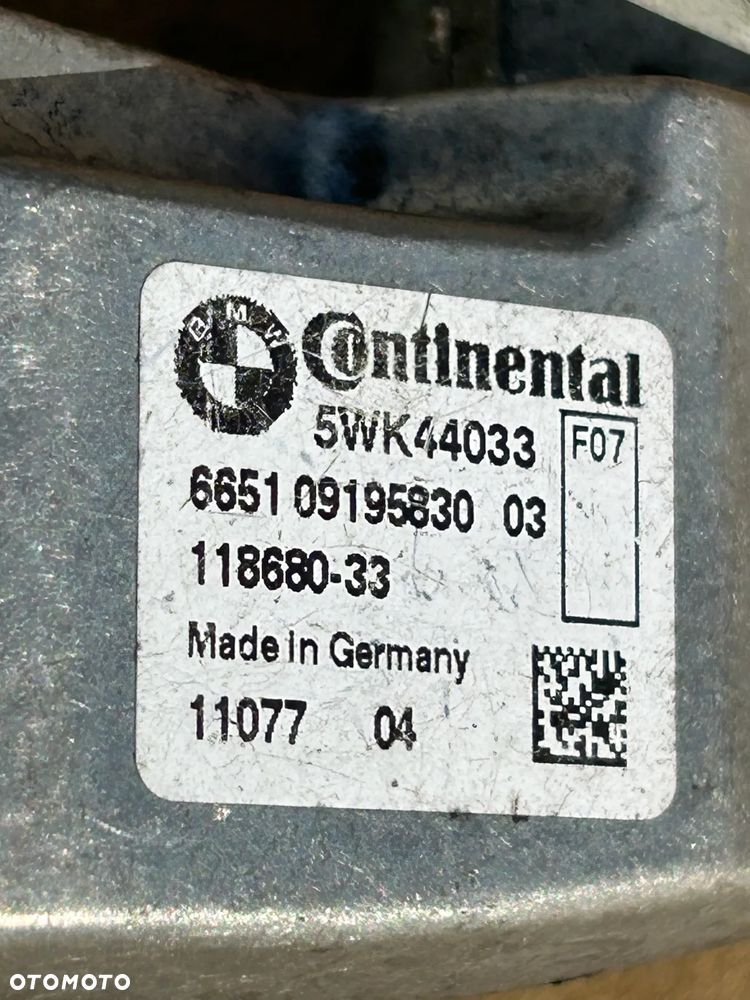 BMW
Continental
5WK44033
F07
6651 09195830 03
118680-33
Made in Germany
11077 04
OTOMOTO